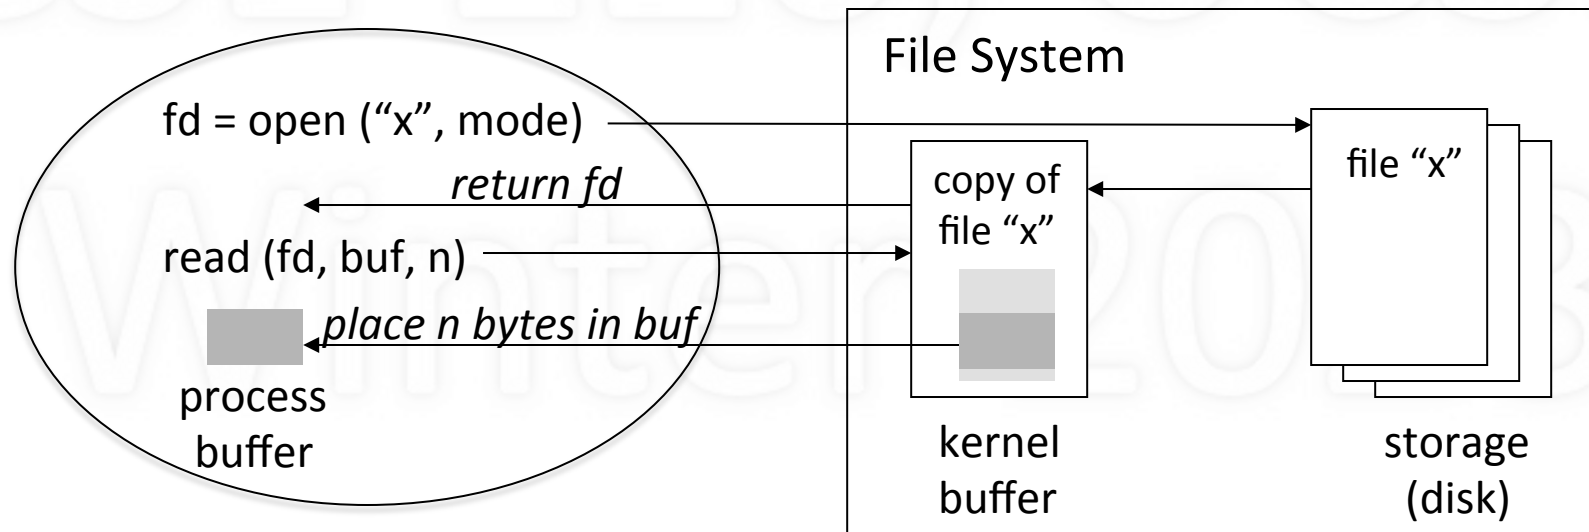 File System
fd = open (“x”, mode)
return fd
read (fd, buf, n)
place n bytes in buf
process
buffer
copy of
file “x”
kernel
buffer
file “x”
storage
(disk)
Winter